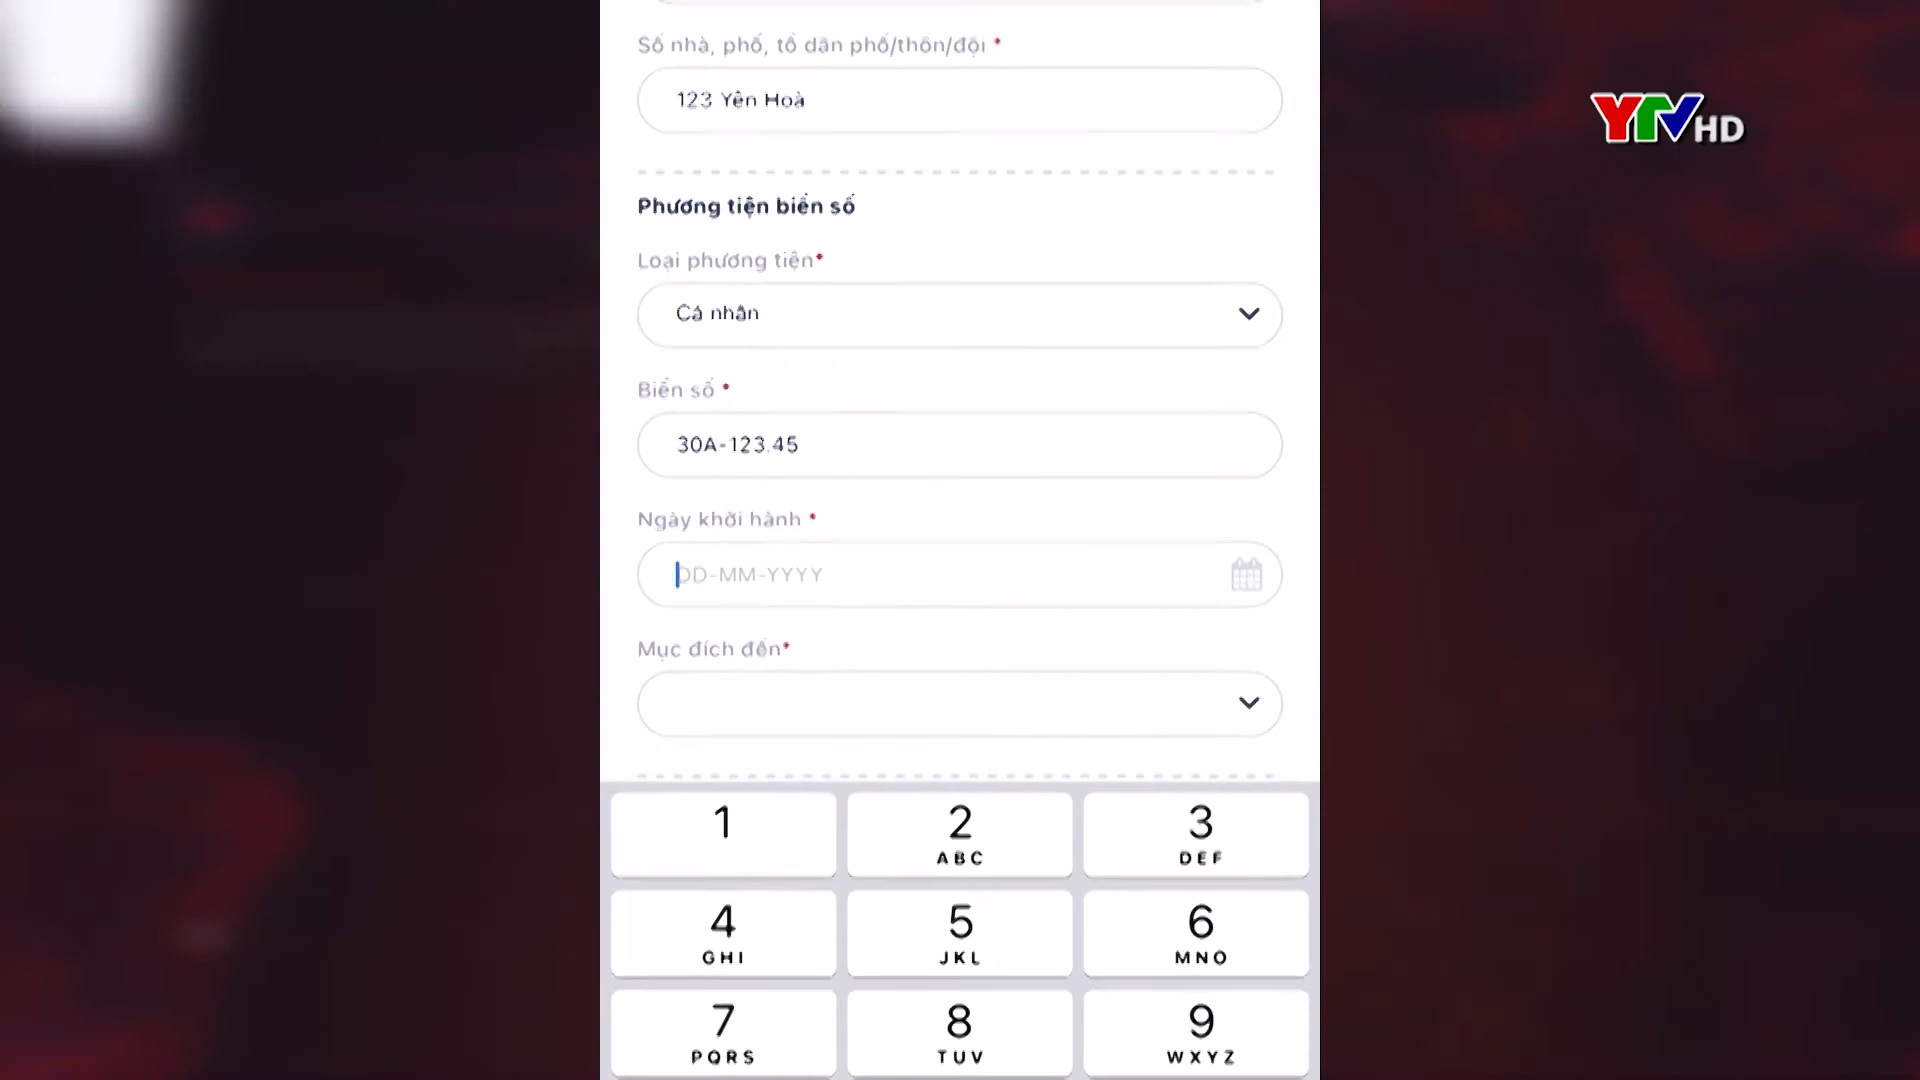 Số nhà, phố, tổ dân phố/thôn/đội *
123 Yên Hoà
YTV HD
Phương tiện biển số
Loại phương tiện*
Cá nhân
Biển số *
30A-123.45
Ngày khởi hành *
DD-MM-YYYY
Mục đích đến*
1
2
ABC
3
DEF
4
GHI
5
JKL
6
MNO
7
PQRS
8
TUV
9
WXYZ